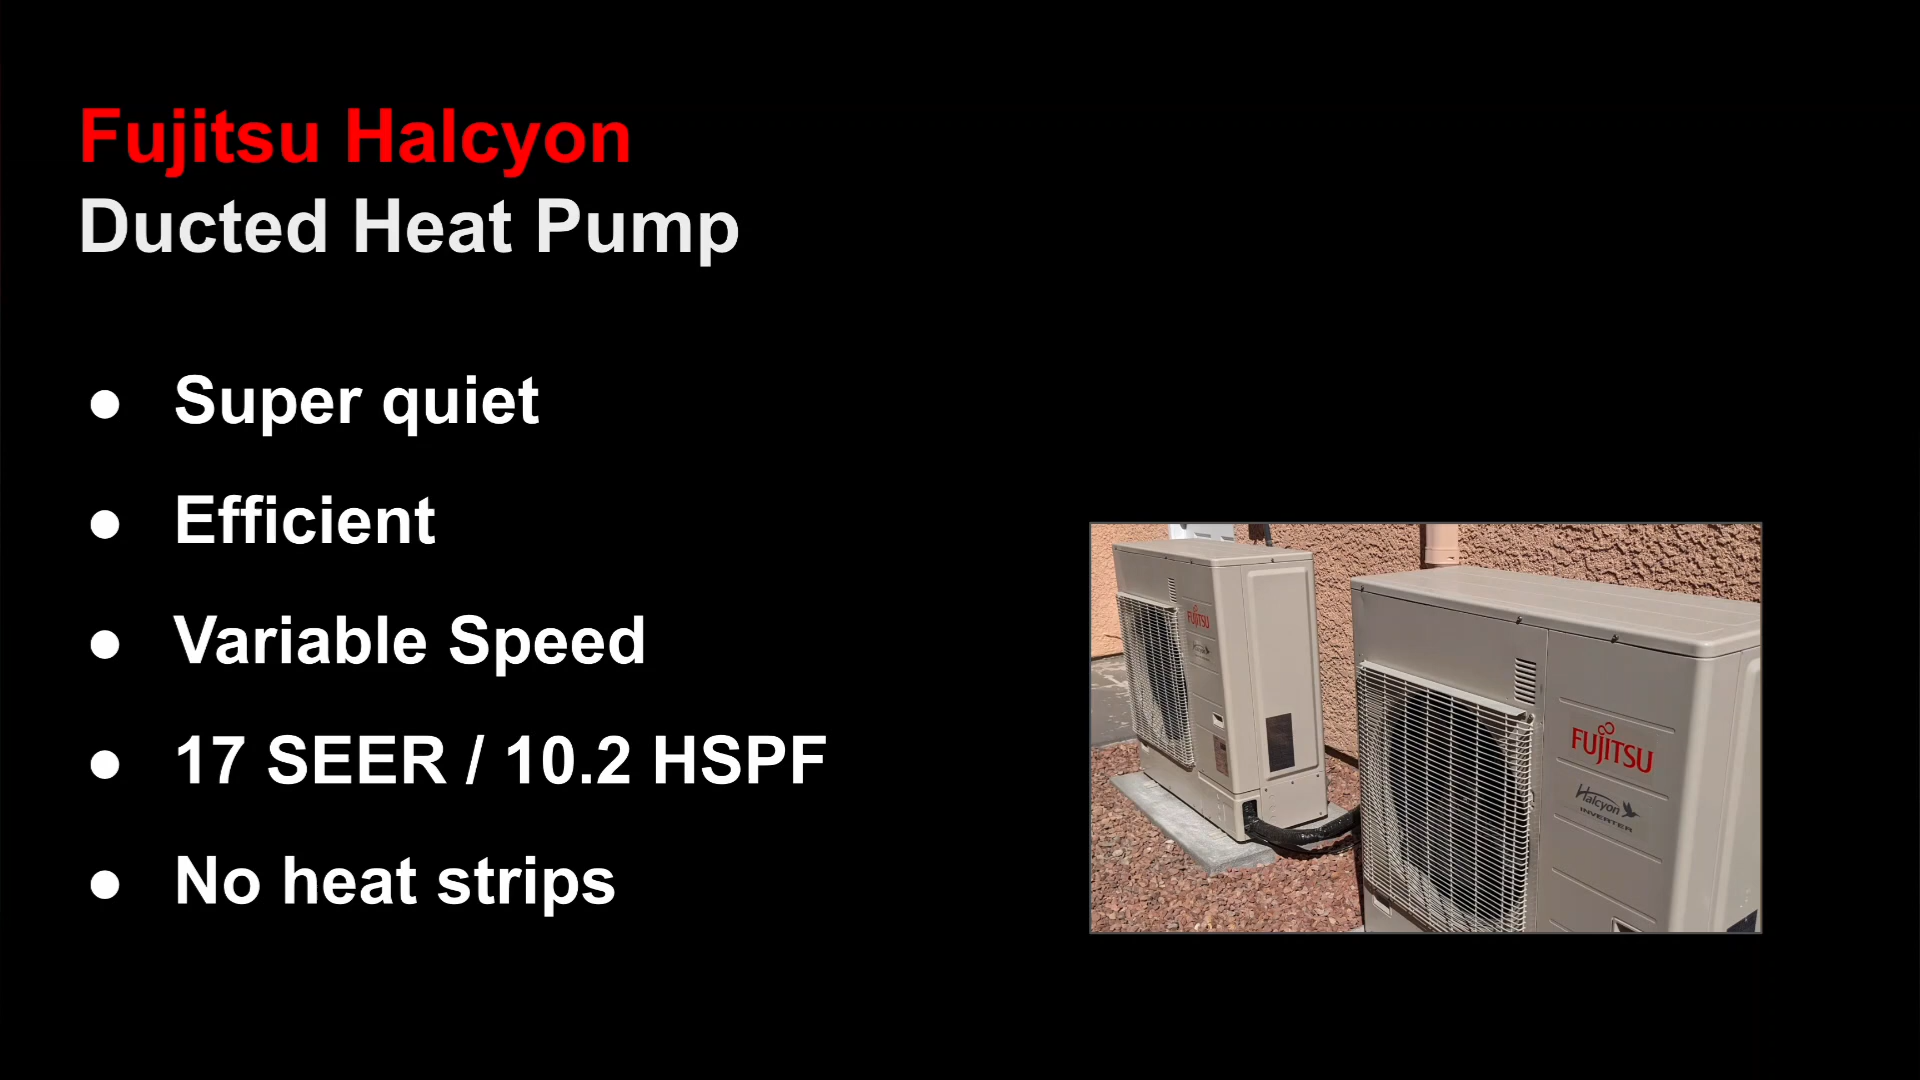 Fujitsu Halcyon
Ducted Heat Pump
● Super quiet
● Efficient
● Variable Speed
● 17 SEER / 10.2 HSPF
● No heat strips
FUJITSU
FUJITSU
Halcyon
INVERTER